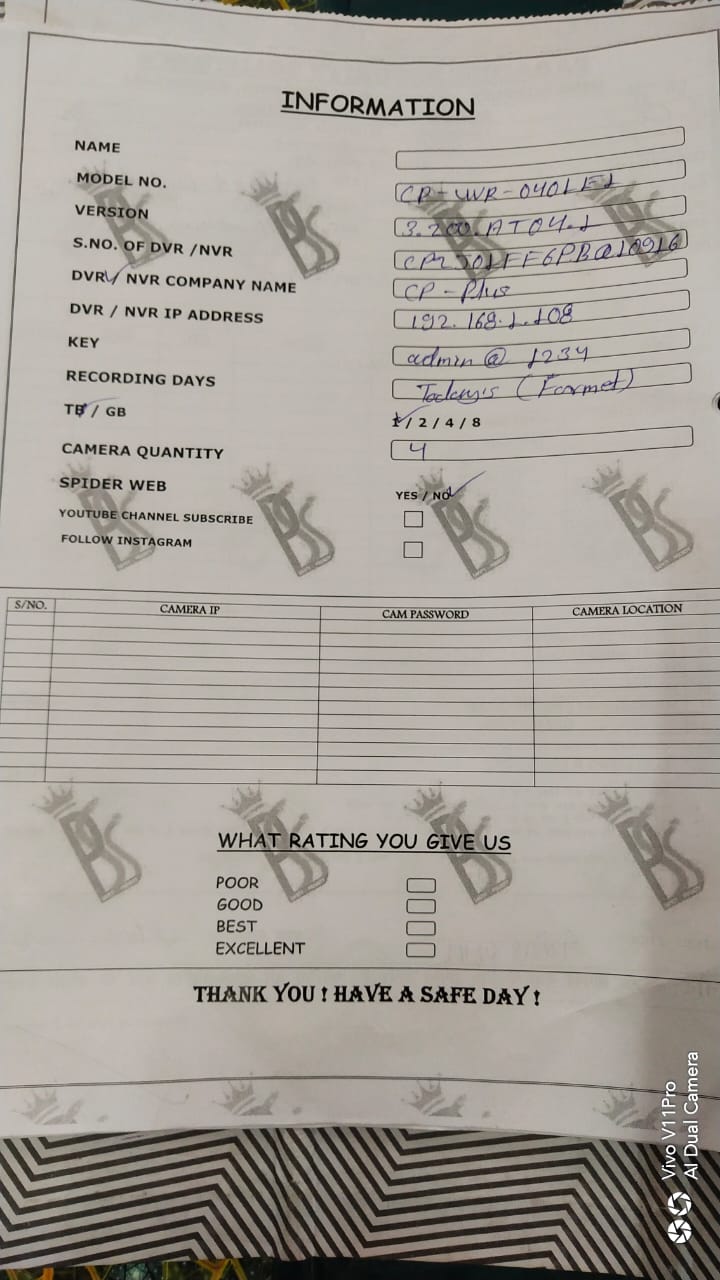 INFORMATION
NAME
MODEL NO. CP-UVR-0401E1
VERSION 3.200.AT04.1
S.NO. OF DVR /NVR
DVR / NVR COMPANY NAME CP-Plus
DVR / NVR IP ADDRESS 192.168.1.108
KEY admin@1234
RECORDING DAYS Today's (Formet)
TB / GB 1 / 2 / 4 / 8
CAMERA QUANTITY 4
SPIDER WEB YES / NO
YOUTUBE CHANNEL SUBSCRIBE
FOLLOW INSTAGRAM
S/NO. CAMERA IP CAM PASSWORD CAMERA LOCATION
WHAT RATING YOU GIVE US
POOR
GOOD
BEST
EXCELLENT
THANK YOU ! HAVE A SAFE DAY !
Vivo V11Pro
AI Dual Camera